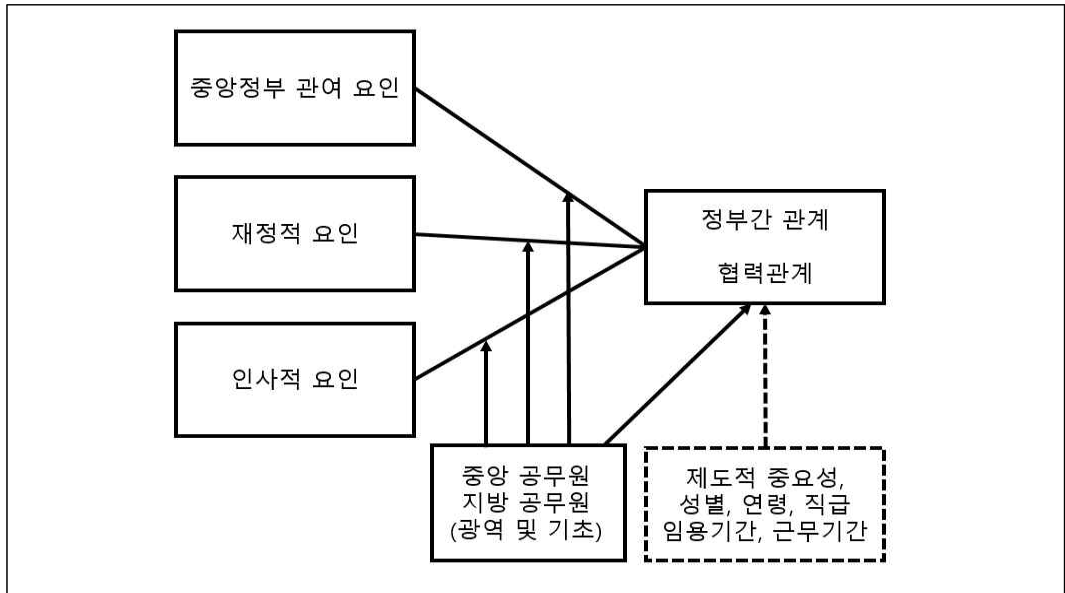 중앙정부 관여 요인
재정적 요인
인사적 요인
정부간 관계
협력관계
중앙 공무원
지방 공무원
(광역 및 기초)
제도적 중요성,
성별, 연령, 직급
임용기간, 근무기간